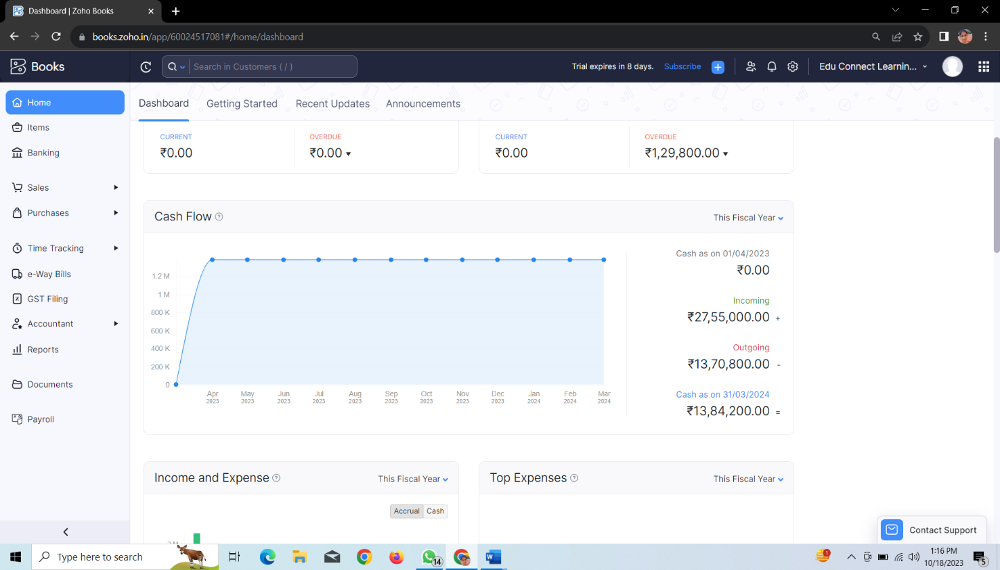 Dashboard | Zoho Books
books.zoho.in/app/60024517081#/home/dashboard
Books
Search in Customers ( / )
Trial expires in 8 days. Subscribe
Edu Connect Learnin...
Home
Items
Banking
Sales
Purchases
Time Tracking
e-Way Bills
GST Filing
Accountant
Reports
Documents
Payroll
Dashboard Getting Started Recent Updates Announcements
CURRENT
₹0.00
OVERDUE
₹0.00
CURRENT
₹0.00
OVERDUE
₹1,29,800.00
Cash Flow
This Fiscal Year
1.2 M
1 M
800 K
600 K
400 K
200 K
0
Apr May Jun Jul Aug Sep Oct Nov Dec Jan Feb Mar
2023 2023 2023 2023 2023 2023 2023 2023 2023 2024 2024 2024
Cash as on 01/04/2023
₹0.00
Incoming
₹27,55,000.00 +
Outgoing
₹13,70,800.00 -
Cash as on 31/03/2024
₹13,84,200.00 =
Income and Expense
This Fiscal Year
Accrual Cash
Top Expenses
This Fiscal Year
Contact Support
Type here to search
14
W
1
1:16 PM
10/18/2023
5